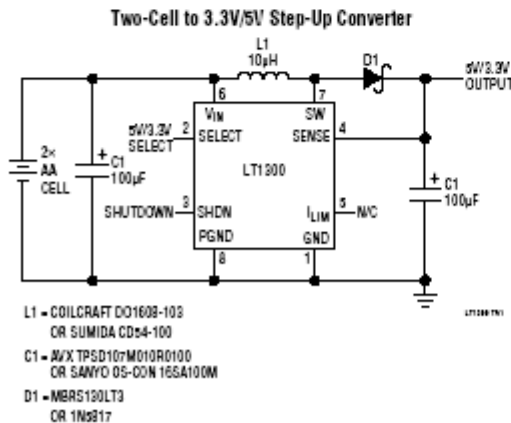 Two-Cell to 3.3V/5V Step-Up Converter
L1
10µH
D1
5V/3.3V
OUTPUT
6
7
VIN
SW
5V/3.3V
SELECT
2
SELECT
SENSE
4
2×
AA
CELL
+
C1
100µF
LT1300
+
C1
100µF
SHUTDOWN
3
SHDN
ILIM
5
N/C
PGND
GND
8
1
L1 = COILCRAFT DO1608-103
OR SUMIDA CD54-100
C1 = AVX TPSD107M010R0100
OR SANYO OS-CON 16SA100M
D1 = MBRS130LT3
OR 1N5817